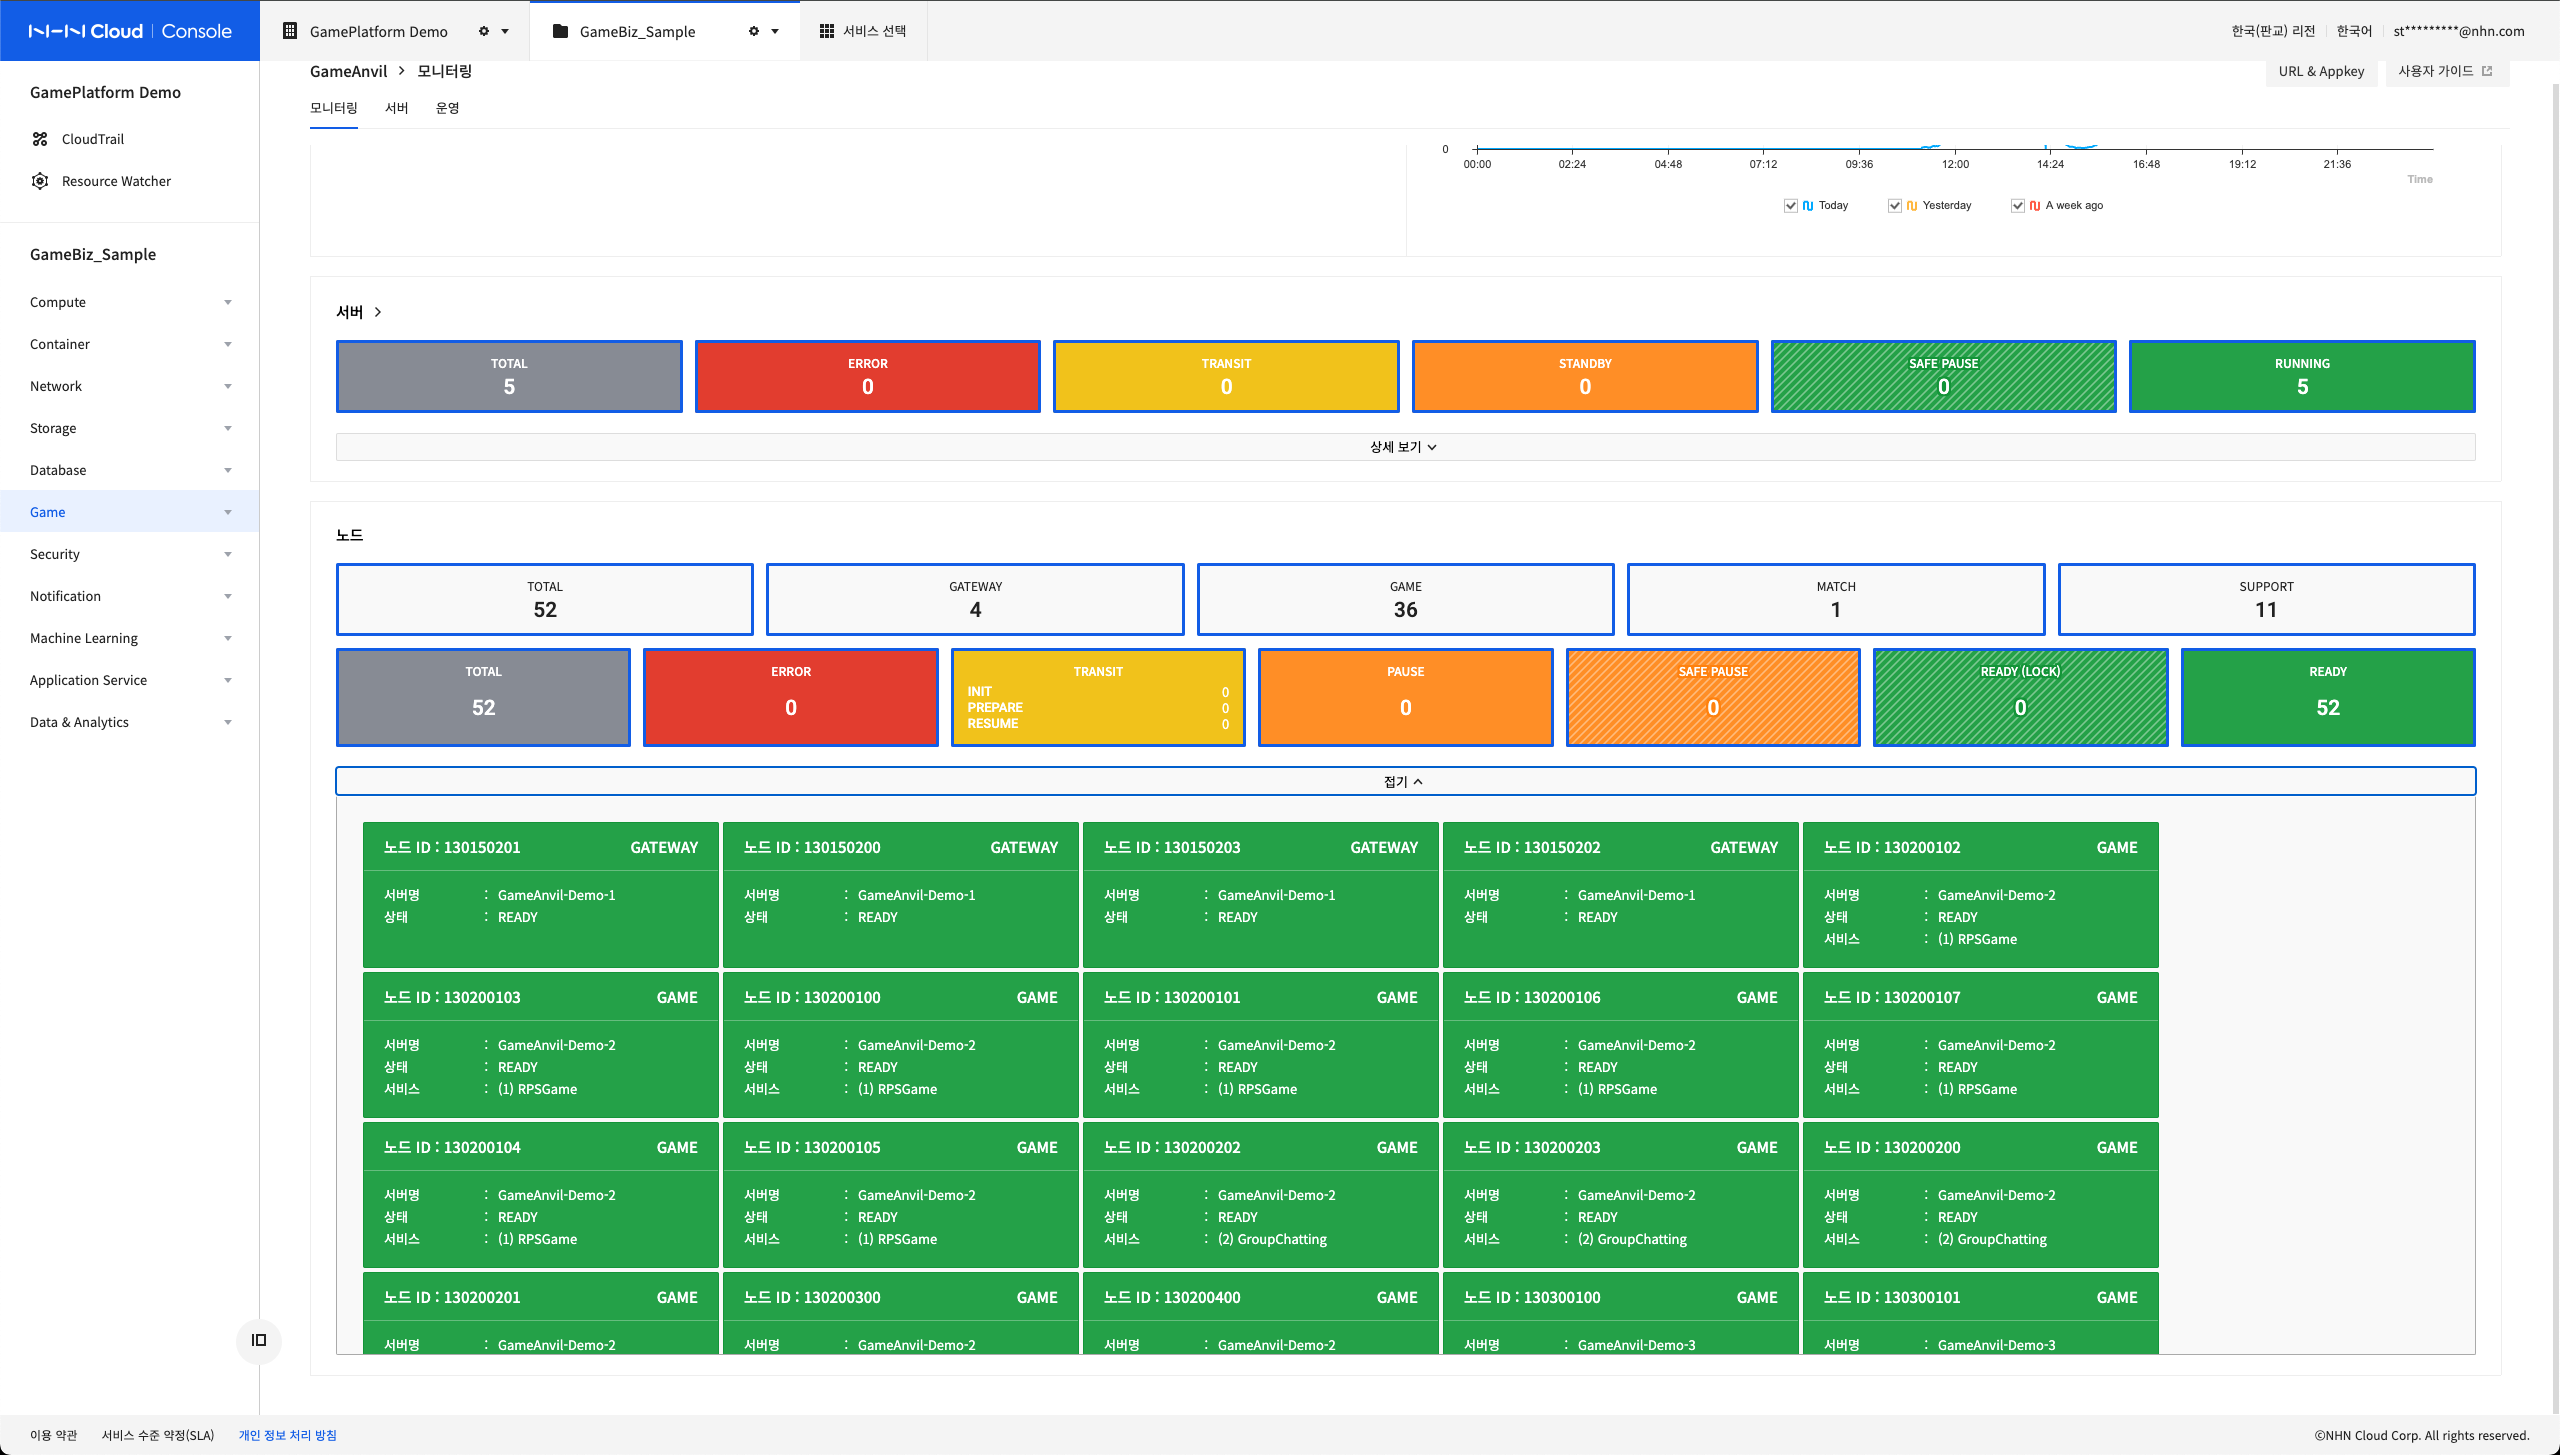 NHN Cloud | Console
GamePlatform Demo
GameBiz_Sample
서비스 선택
한국(판교) 리전
한국어
st*********@nhn.com
GamePlatform Demo
CloudTrail
Resource Watcher
GameBiz_Sample
Compute
Container
Network
Storage
Database
Game
Security
Notification
Machine Learning
Application Service
Data & Analytics
GameAnvil > 모니터링
URL & Appkey
사용자 가이드
모니터링 서버 운영
0
00:00 02:24 04:48 07:12 09:36 12:00 14:24 16:48 19:12 21:36
Time
Today Yesterday A week ago
서버 >
TOTAL
5
ERROR
0
TRANSIT
0
STANDBY
0
SAFE PAUSE
0
RUNNING
5
상세 보기
노드
TOTAL
52
GATEWAY
4
GAME
36
MATCH
1
SUPPORT
11
TOTAL
52
ERROR
0
TRANSIT
INIT 0
PREPARE 0
RESUME 0
PAUSE
0
SAFE PAUSE
0
READY (LOCK)
0
READY
52
접기
노드 ID : 130150201 GATEWAY
서버명 : GameAnvil-Demo-1
상태 : READY
노드 ID : 130150200 GATEWAY
서버명 : GameAnvil-Demo-1
상태 : READY
노드 ID : 130150203 GATEWAY
서버명 : GameAnvil-Demo-1
상태 : READY
노드 ID : 130150202 GATEWAY
서버명 : GameAnvil-Demo-1
상태 : READY
노드 ID : 130200102 GAME
서버명 : GameAnvil-Demo-2
상태 : READY
서비스 : (1) RPSGame
노드 ID : 130200103 GAME
서버명 : GameAnvil-Demo-2
상태 : READY
서비스 : (1) RPSGame
노드 ID : 130200100 GAME
서버명 : GameAnvil-Demo-2
상태 : READY
서비스 : (1) RPSGame
노드 ID : 130200101 GAME
서버명 : GameAnvil-Demo-2
상태 : READY
서비스 : (1) RPSGame
노드 ID : 130200106 GAME
서버명 : GameAnvil-Demo-2
상태 : READY
서비스 : (1) RPSGame
노드 ID : 130200107 GAME
서버명 : GameAnvil-Demo-2
상태 : READY
서비스 : (1) RPSGame
노드 ID : 130200104 GAME
서버명 : GameAnvil-Demo-2
상태 : READY
서비스 : (1) RPSGame
노드 ID : 130200105 GAME
서버명 : GameAnvil-Demo-2
상태 : READY
서비스 : (1) RPSGame
노드 ID : 130200202 GAME
서버명 : GameAnvil-Demo-2
상태 : READY
서비스 : (2) GroupChatting
노드 ID : 130200203 GAME
서버명 : GameAnvil-Demo-2
상태 : READY
서비스 : (2) GroupChatting
노드 ID : 130200200 GAME
서버명 : GameAnvil-Demo-2
상태 : READY
서비스 : (2) GroupChatting
노드 ID : 130200201 GAME
서버명 : GameAnvil-Demo-2
노드 ID : 130200300 GAME
서버명 : GameAnvil-Demo-2
노드 ID : 130200400 GAME
서버명 : GameAnvil-Demo-2
노드 ID : 130300100 GAME
서버명 : GameAnvil-Demo-3
노드 ID : 130300101 GAME
서버명 : GameAnvil-Demo-3
이용 약관 서비스 수준 약정(SLA) 개인 정보 처리 방침
©NHN Cloud Corp. All rights reserved.